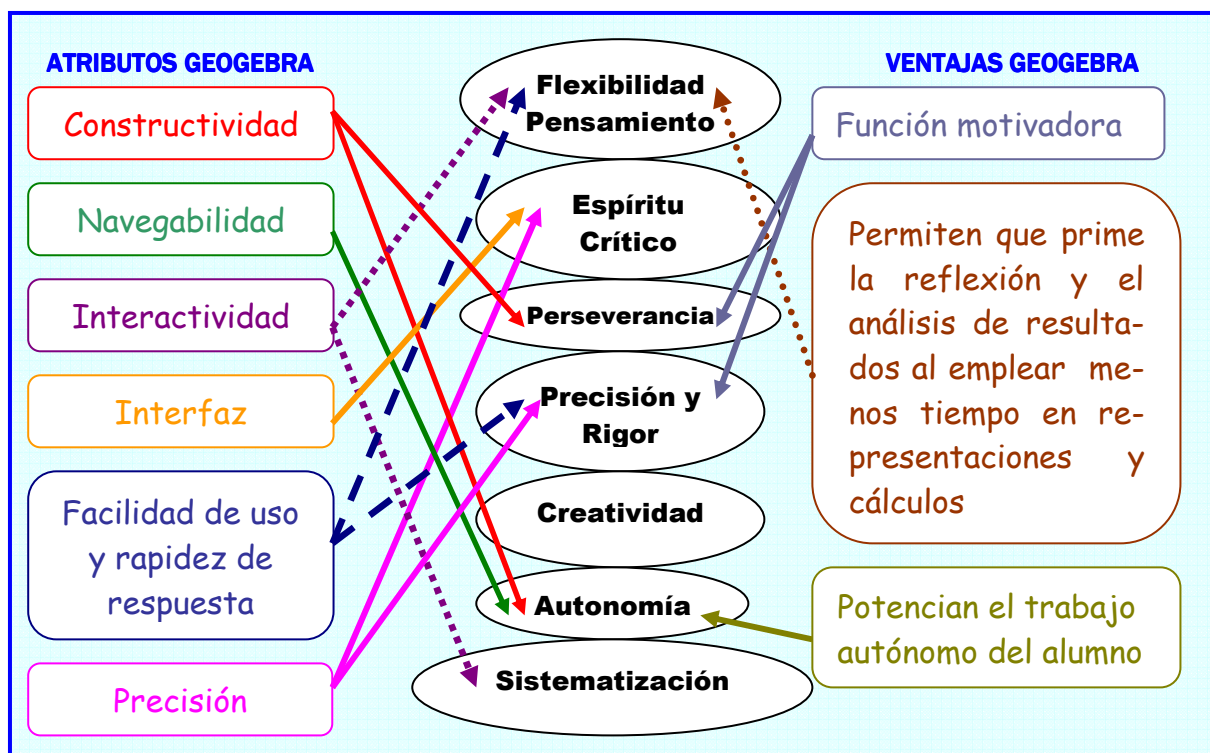 ATRIBUTOS GEOGEBRA
Constructividad
Navegabilidad
Interactividad
Interfaz
Facilidad de uso
y rapidez de
respuesta
Precisión
Flexibilidad
Pensamiento
Espíritu
Crítico
Perseverancia
Precisión y
Rigor
Creatividad
Autonomía
Sistematización
VENTAJAS GEOGEBRA
Función motivadora
Permiten que prime
la reflexión y el
análisis de resulta-
dos al emplear me-
nos tiempo en re-
presentaciones y
cálculos
Potencian el trabajo
autónomo del alumno